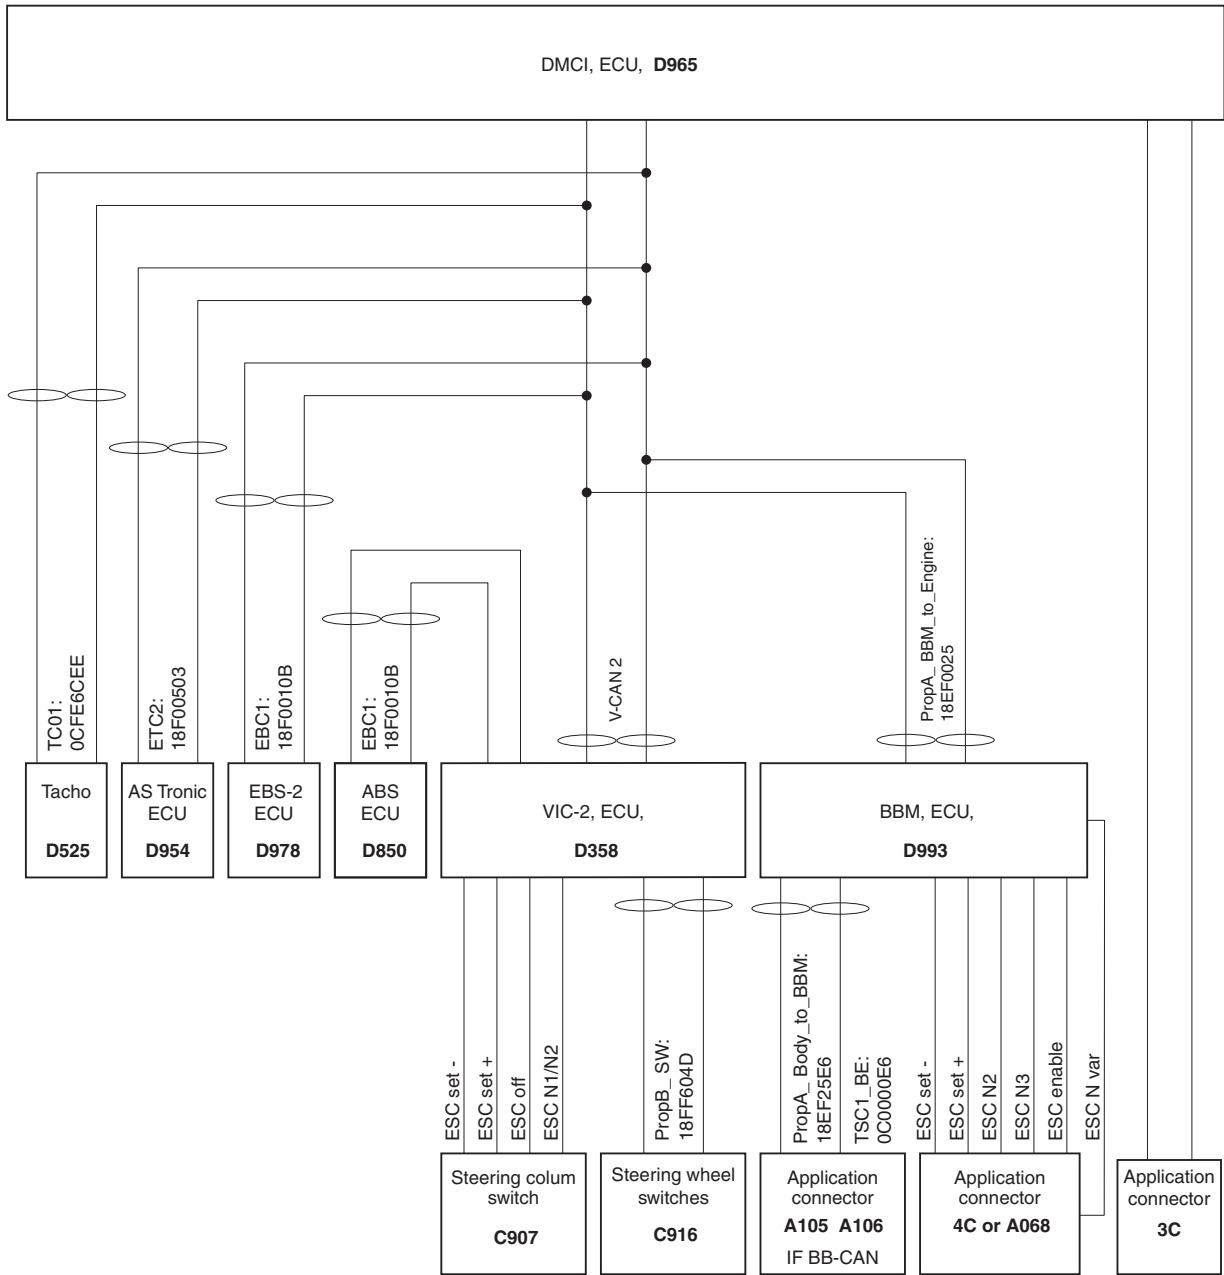 DMCI, ECU, D965
TC01:
0CFE6CEE
ETC2:
18F00503
EBC1:
18F0010B
EBC1:
18F0010B
V-CAN 2
PropA_ BBM_to_Engine:
18EF0025
Tacho
D525
AS Tronic
ECU
D954
EBS-2
ECU
D978
ABS
ECU
D850
VIC-2, ECU,
D358
BBM, ECU,
D993
ESC set -
ESC set +
ESC off
ESC N1/N2
PropB_ SW:
18FF604D
PropA_ Body_to_BBM:
18EF25E6
TSC1_BE:
0C0000E6
ESC set -
ESC set +
ESC N2
ESC N3
ESC enable
ESC N var
Steering colum
switch
C907
Steering wheel
switches
C916
Application
connector
A105 A106
IF BB-CAN
Application
connector
4C or A068
Application
connector
3C